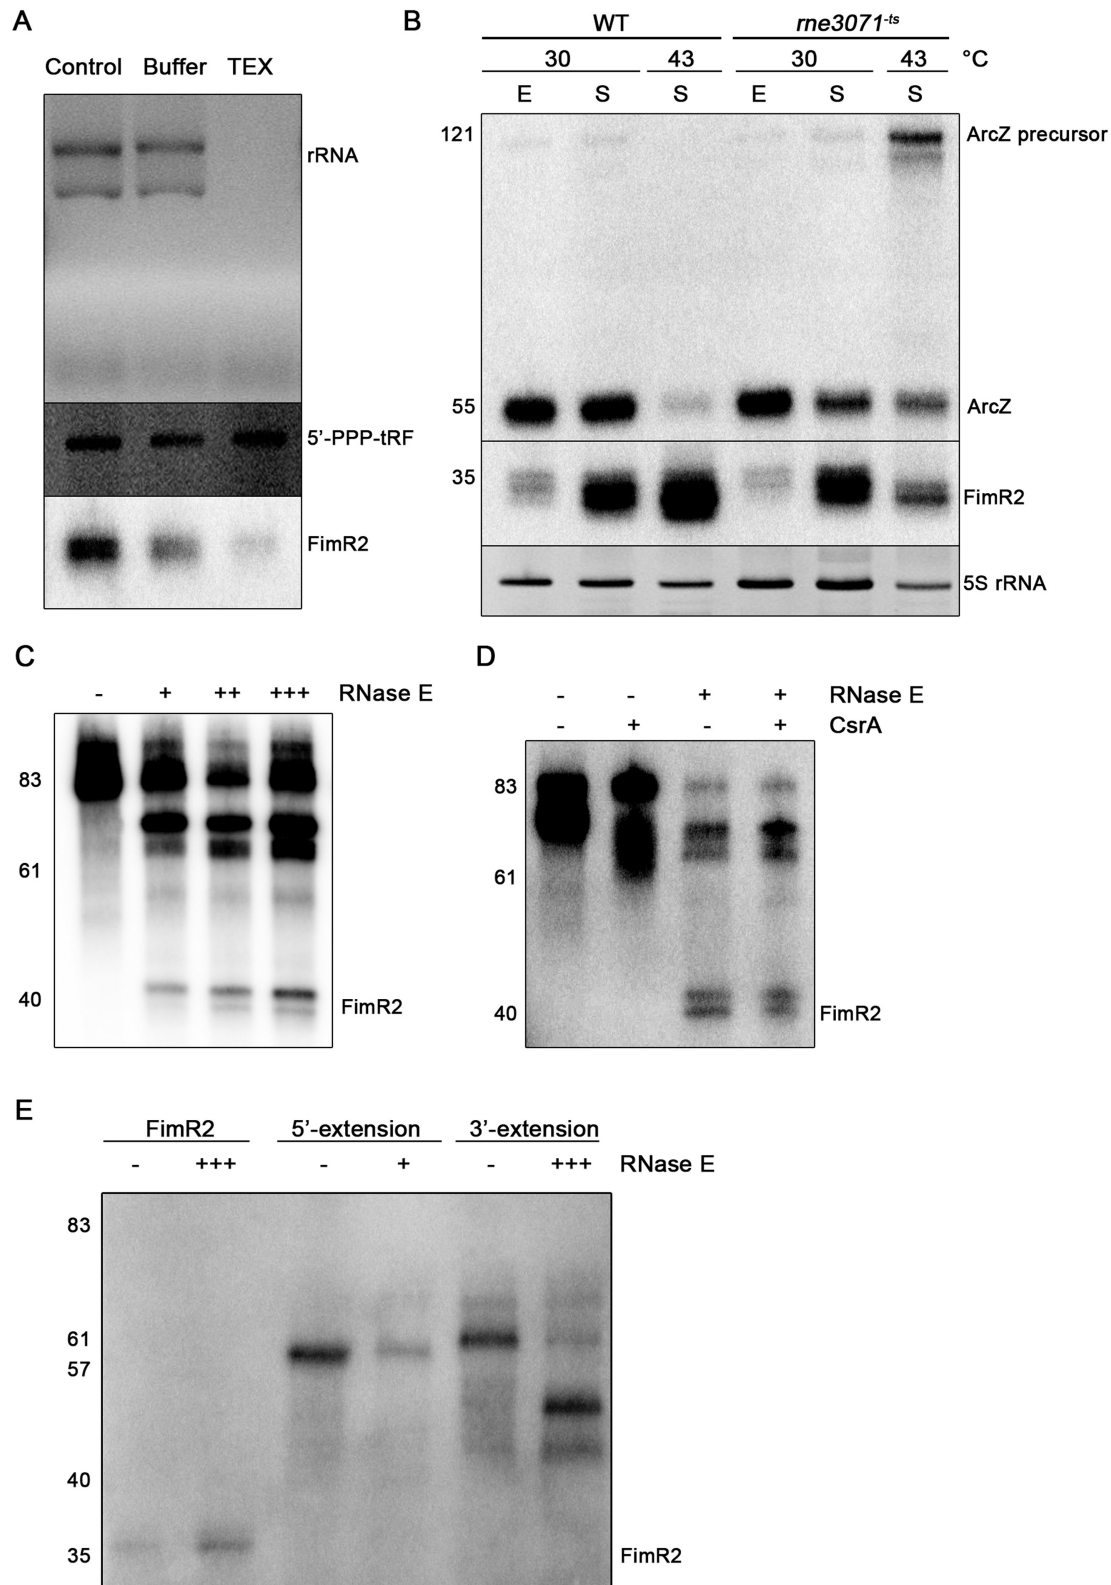 A
Control Buffer TEX
rRNA
5’-PPP-tRF
FimR2
B
WT rne3071-ts
30 43 30 43 °C
E S S E S S
121 ArcZ precursor
55 ArcZ
35 FimR2
5S rRNA
C
- + ++ +++ RNase E
83
61
40 FimR2
D
- - + + RNase E
- + - + CsrA
83
61
40 FimR2
E
FimR2 5’-extension 3’-extension
- +++ - + - +++ RNase E
83
61
57
40
35 FimR2